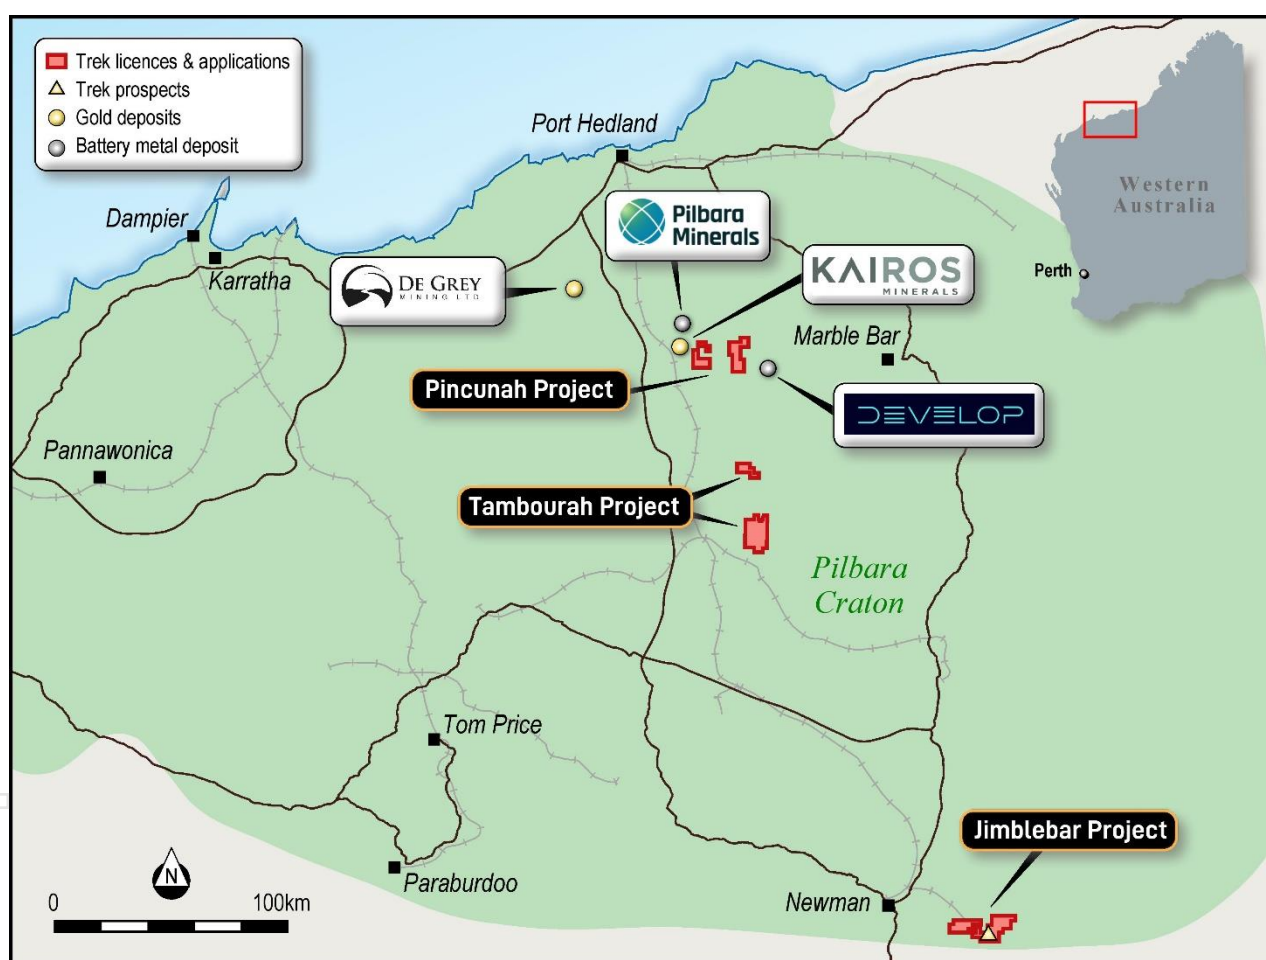 Trek licences & applications
Trek prospects
Gold deposits
Battery metal deposit
Port Hedland
Western
Australia
Perth
Dampier
Karratha
Pilbara
Minerals
KAIROS
MINERALS
DE GREY
MINING LTD
Marble Bar
Pincunah Project
DEVELOP
Pannawonica
Tambourah Project
Pilbara
Craton
Tom Price
Jimblebar Project
Paraburdoo
Newman
N
0 100km